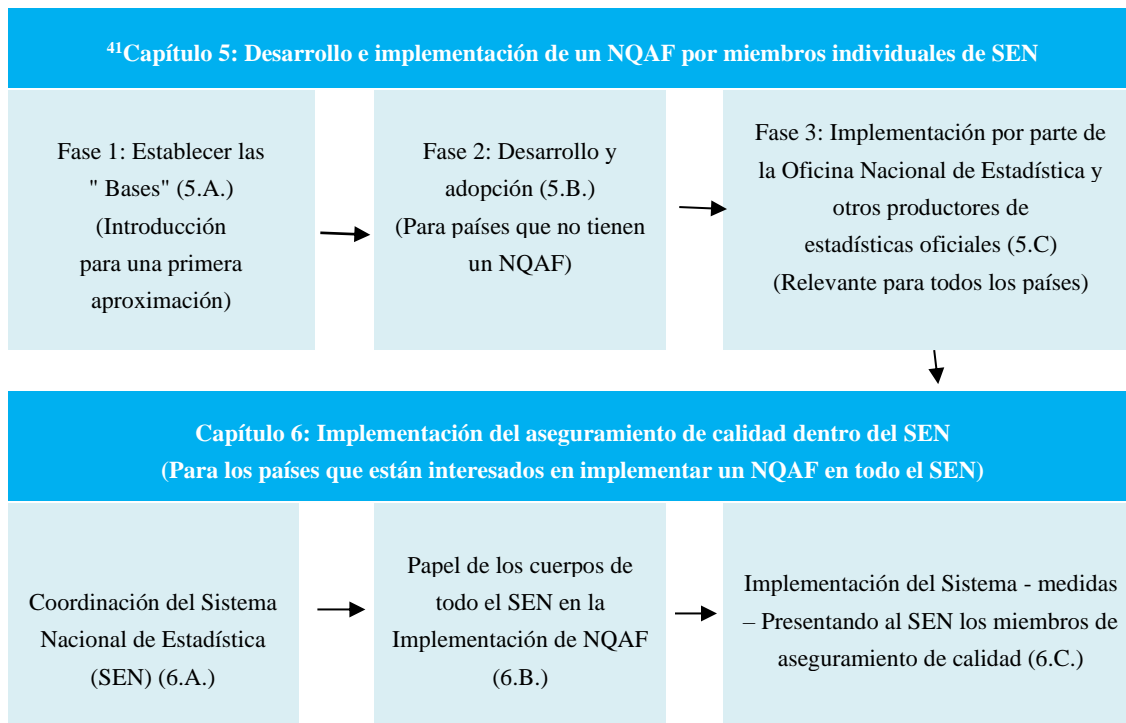 ⁴¹Capítulo 5: Desarrollo e implementación de un NQAF por miembros individuales de SEN
Fase 1: Establecer las
" Bases" (5.A.)
(Introducción
para una primera
aproximación)
Fase 2: Desarrollo y
adopción (5.B.)
(Para países que no tienen
un NQAF)
Fase 3: Implementación por parte de
la Oficina Nacional de Estadística y
otros productores de
estadísticas oficiales (5.C)
(Relevante para todos los países)
Capítulo 6: Implementación del aseguramiento de calidad dentro del SEN
(Para los países que están interesados en implementar un NQAF en todo el SEN)
Coordinación del Sistema
Nacional de Estadística
(SEN) (6.A.)
Papel de los cuerpos de
todo el SEN en la
Implementación de NQAF
(6.B.)
Implementación del Sistema - medidas
– Presentando al SEN los miembros de
aseguramiento de calidad (6.C.)